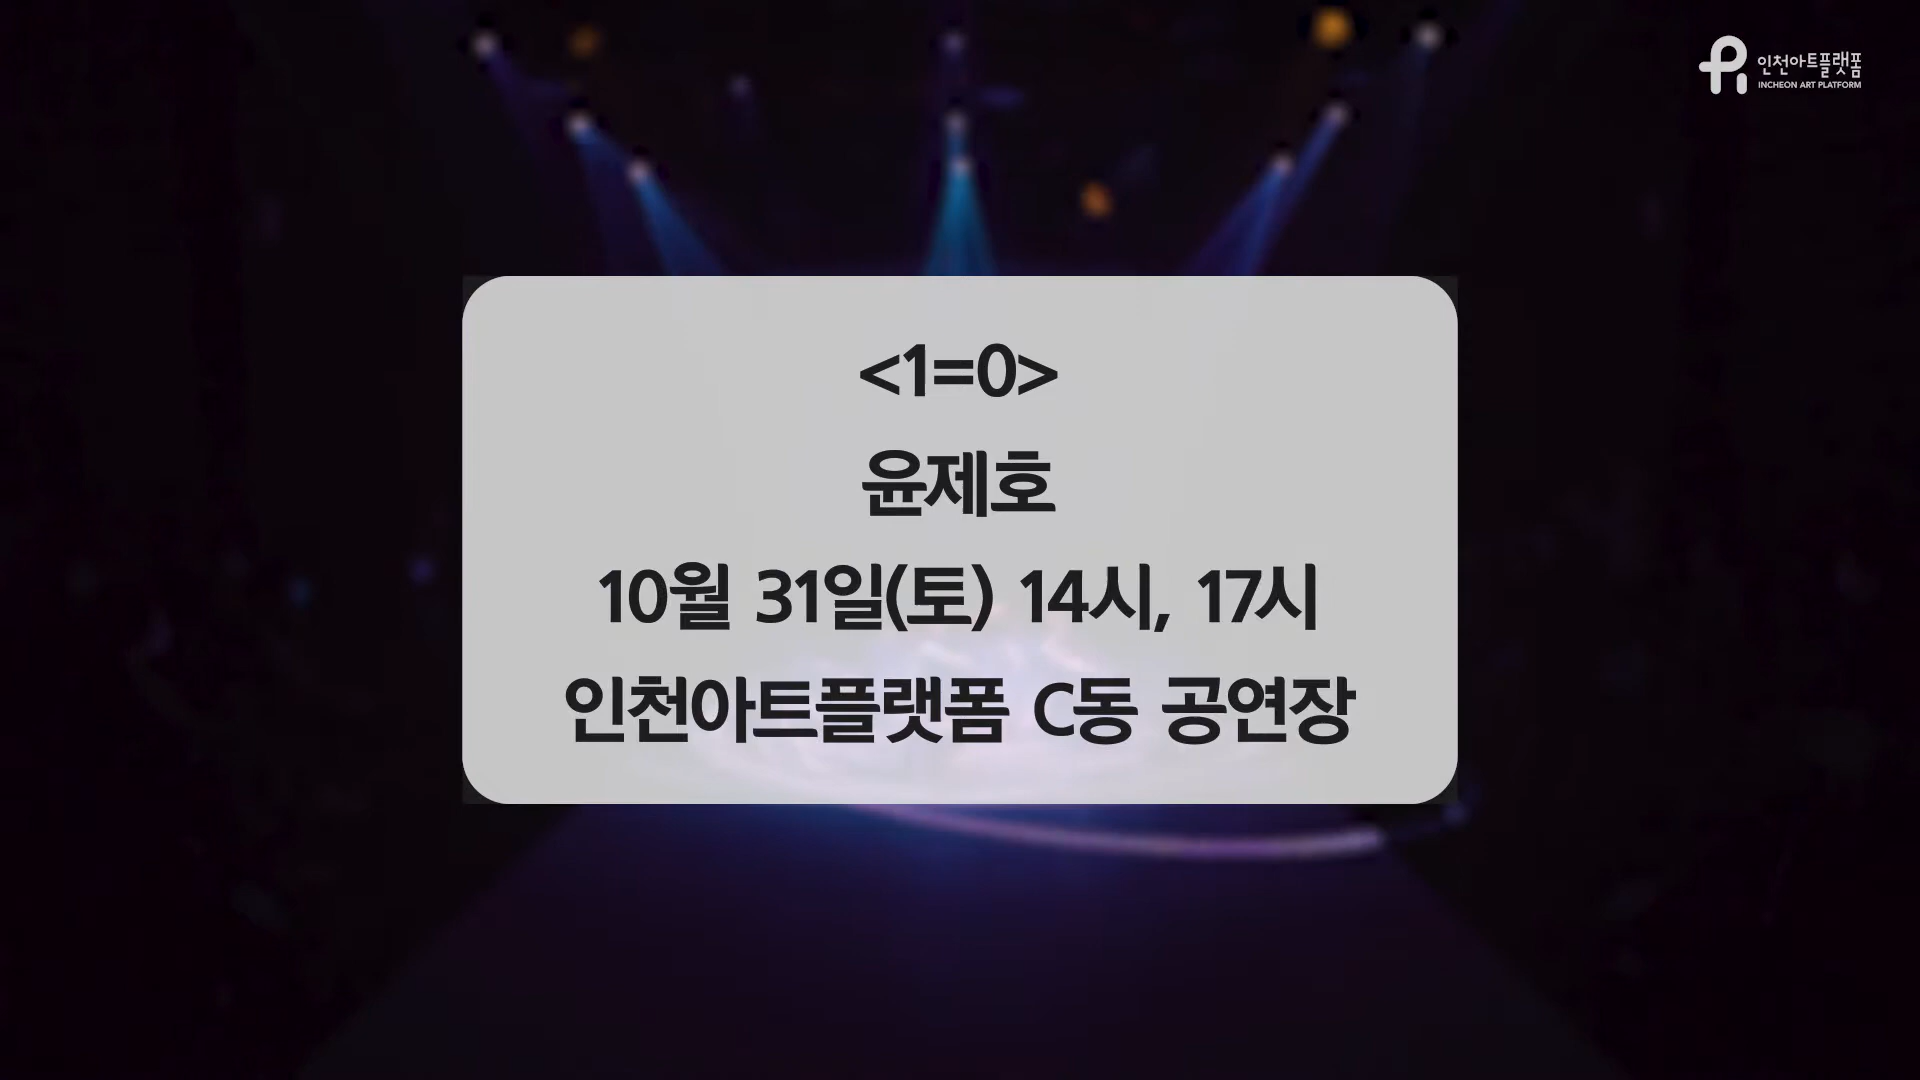 인천아트플랫폼
INCHEON ART PLATFORM
<1=0>
윤제호
10월 31일(토) 14시, 17시
인천아트플랫폼 C동 공연장